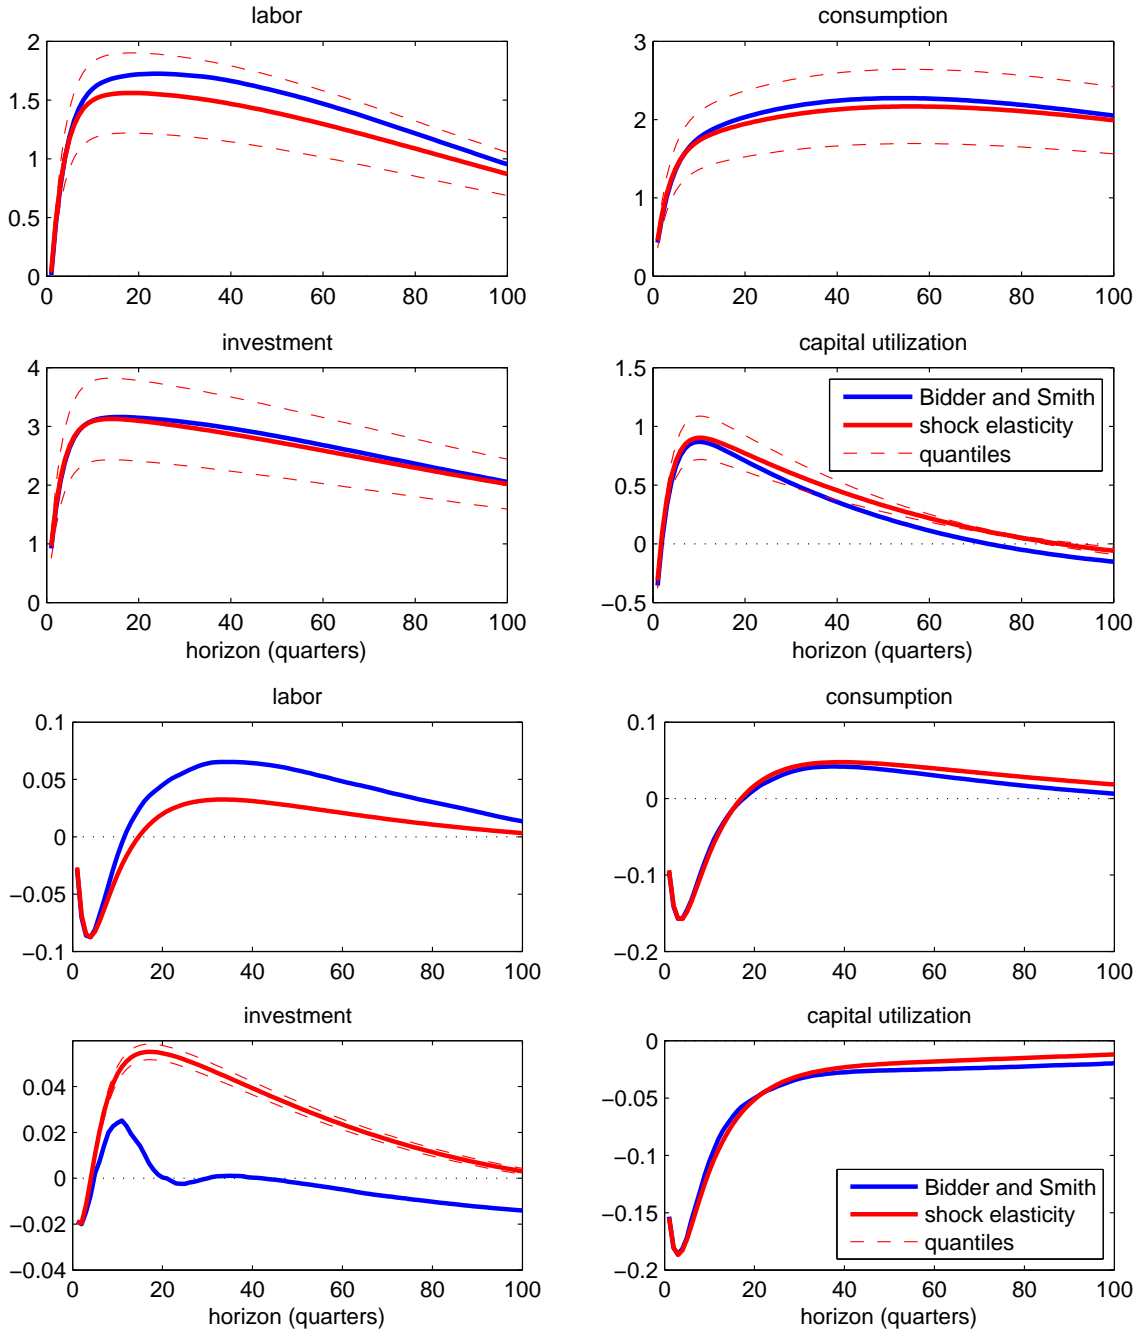 labor
2
1.5
1
0.5
0
0 20 40 60 80 100
consumption
3
2
1
0
0 20 40 60 80 100
investment
4
3
2
1
0
0 20 40 60 80 100
horizon (quarters)
capital utilization
1.5
1
0.5
0
−0.5
0 20 40 60 80 100
horizon (quarters)
Bidder and Smith
shock elasticity
quantiles
labor
0.1
0.05
0
−0.05
−0.1
0 20 40 60 80 100
consumption
0.1
0
−0.1
−0.2
0 20 40 60 80 100
investment
0.04
0.02
0
−0.02
−0.04
0 20 40 60 80 100
horizon (quarters)
capital utilization
0
−0.05
−0.1
−0.15
−0.2
0 20 40 60 80 100
horizon (quarters)
Bidder and Smith
shock elasticity
quantiles